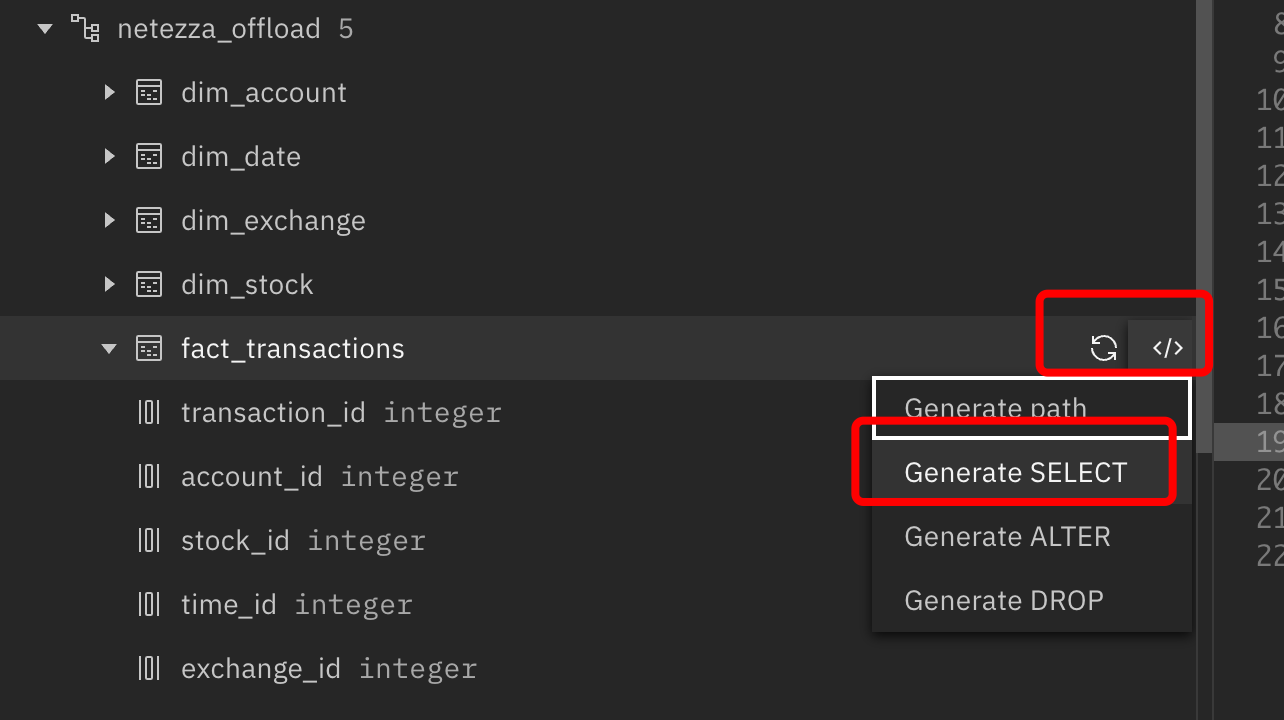 netezza_offload 5
dim_account
dim_date
dim_exchange
dim_stock
fact_transactions </>
Generate path
transaction_id integer
Generate SELECT
account_id integer
Generate ALTER
stock_id integer
Generate DROP
time_id integer
exchange_id integer
8
9
10
11
12
13
14
15
16
17
18
19
20
21
22